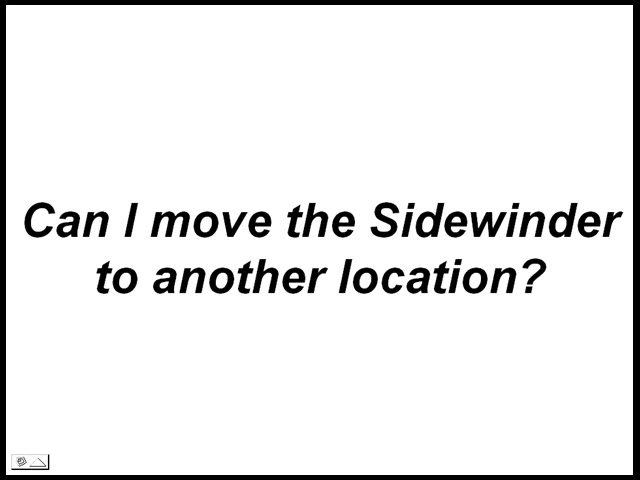 Can I move the Sidewinder
to another location?